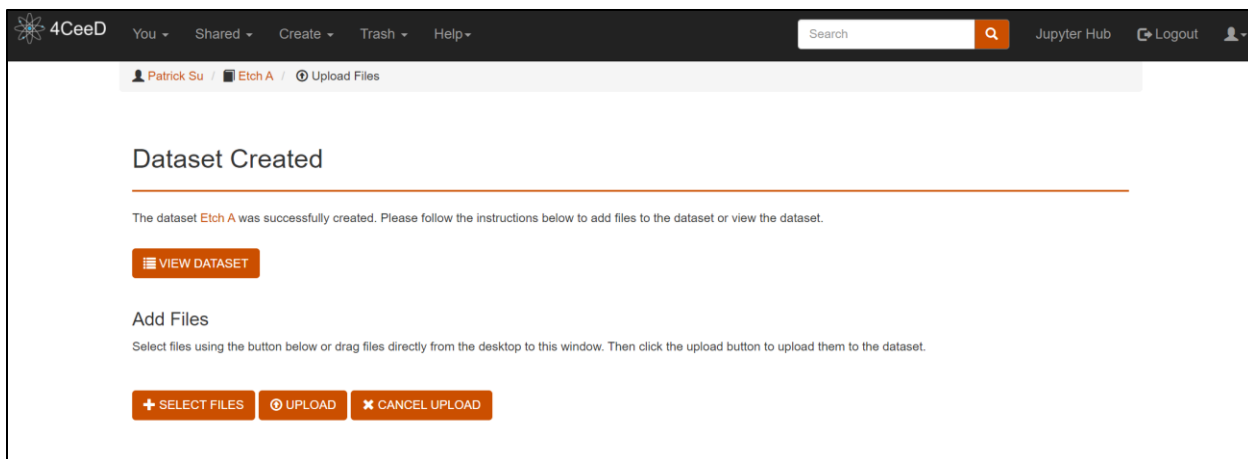 4CeeD You Shared Create Trash Help Search Jupyter Hub Logout
Patrick Su / Etch A / Upload Files
Dataset Created
The dataset Etch A was successfully created. Please follow the instructions below to add files to the dataset or view the dataset.
VIEW DATASET
Add Files
Select files using the button below or drag files directly from the desktop to this window. Then click the upload button to upload them to the dataset.
SELECT FILES UPLOAD CANCEL UPLOAD